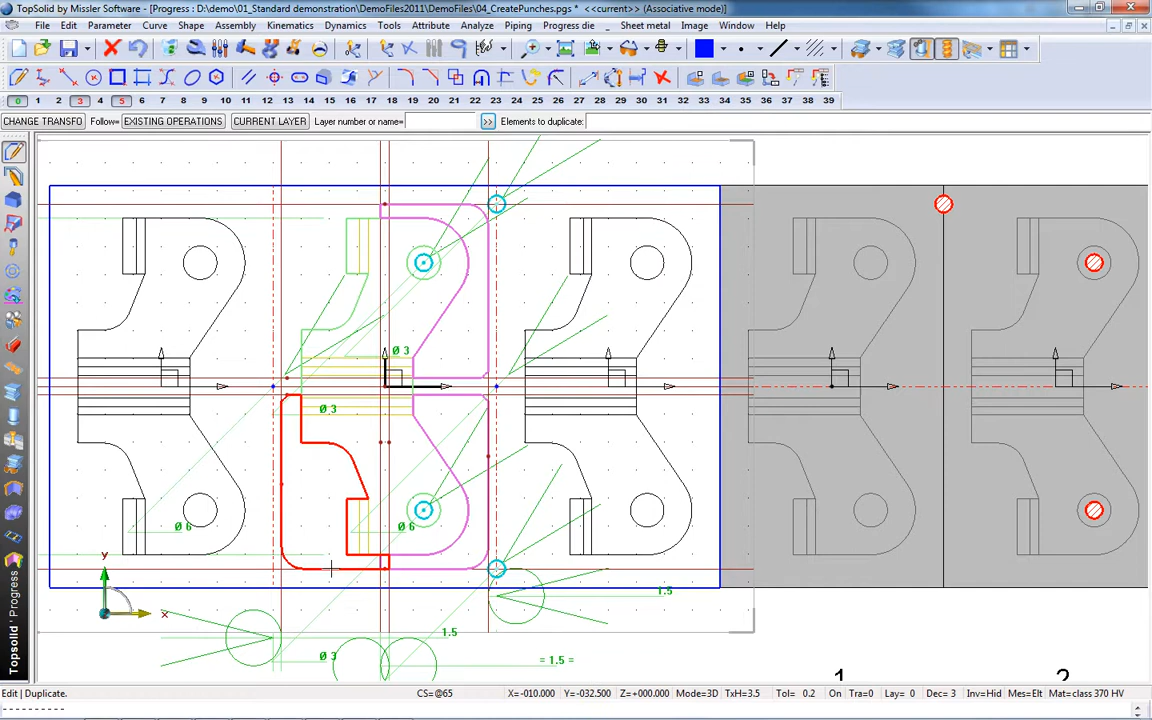 TopSolid by Missler Software - [Progress : D:\demo\01_Standard demonstration\DemoFiles2011\04_CreatePunches.pgs *  <<current>> (Associative mode)]
Edit Parameter Curve Shape Assembly Kinematics Dynamics Tools Attribute Analyze Progress die Sheet metal Piping Image Window
0 1 2 3 4 5 6 7 8 9 10 11 12 13 14 15 16 17 18 19 20 21 22 23 24 25 26 27 28 29 30 31 32 33 34 35 36 37 38 39
CHANGE TRANSFO Follow= EXISTING OPERATIONS CURRENT LAYER Layer number or name= >> Elements to duplicate:
Ø 3
Ø 3
Ø 6
Ø 6
y
x
1.5
1.5
Ø 3
= 1.5 =
1 2
Topsolid 'Progress
Edit | Duplicate. CS=@65 X=-010.000 Y=-032.500 Z=+000.000 Mode=3D TxH=3.5 Tol= 0.2 On Tra=0 Lay= 0 Dec= 3 Inv=Hid Mes=Elt Mat=class 370 HV
----------